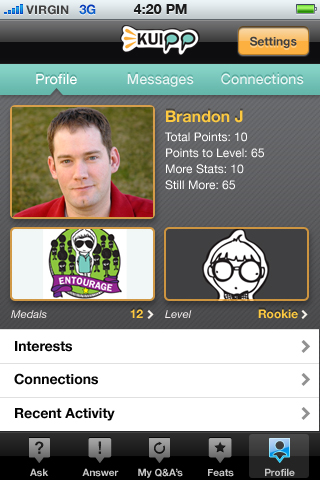 VIRGIN 3G 4:20 PM
KUIPP
Settings
Profile Messages Connections
Brandon J
Total Points: 10
Points to Level: 65
More Stats: 10
Still More: 65
ENTOURAGE
Medals 12 Level Rookie
Interests
Connections
Recent Activity
Ask Answer My Q&A's Feats Profile